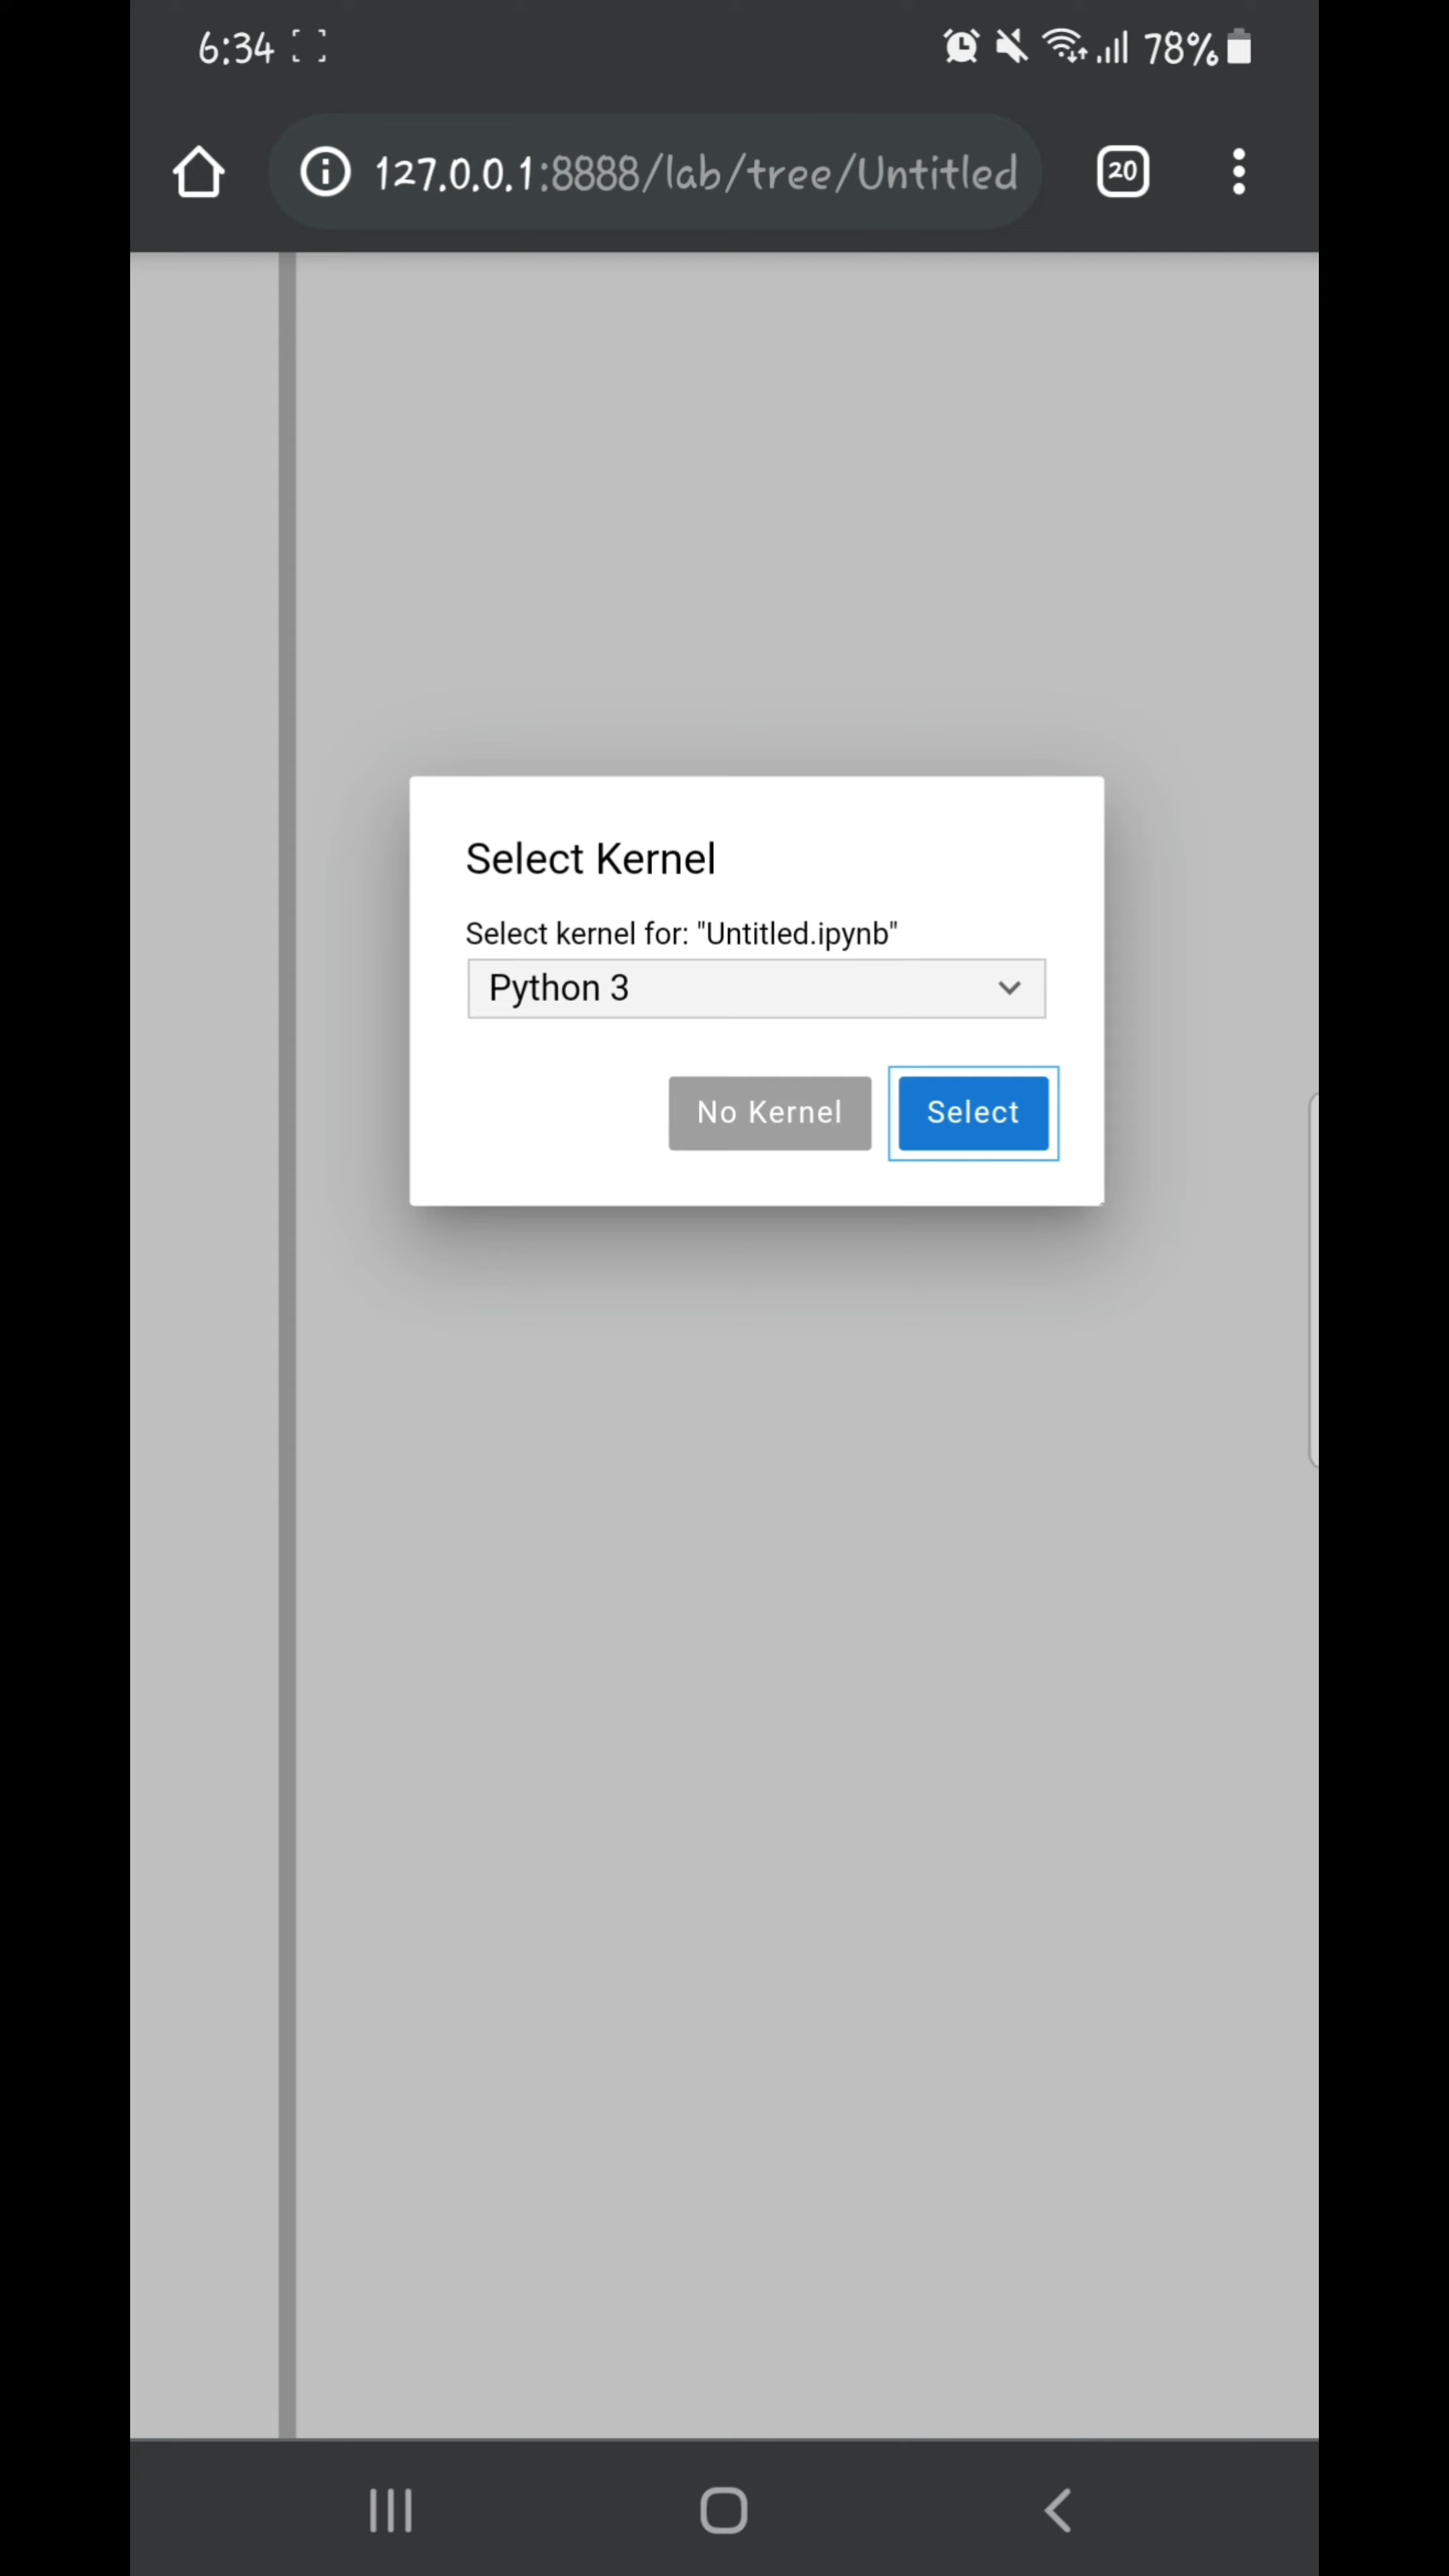 6:34 78%
127.0.0.1:8888/lab/tree/Untitled 20
Select Kernel
Select kernel for: "Untitled.ipynb"
Python 3
No Kernel Select